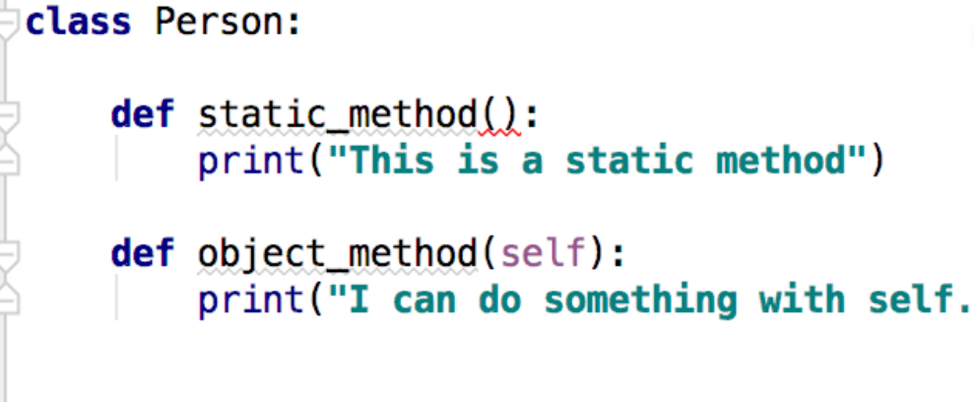 class Person:
def static_method():
print("This is a static method")
def object_method(self):
print("I can do something with self.